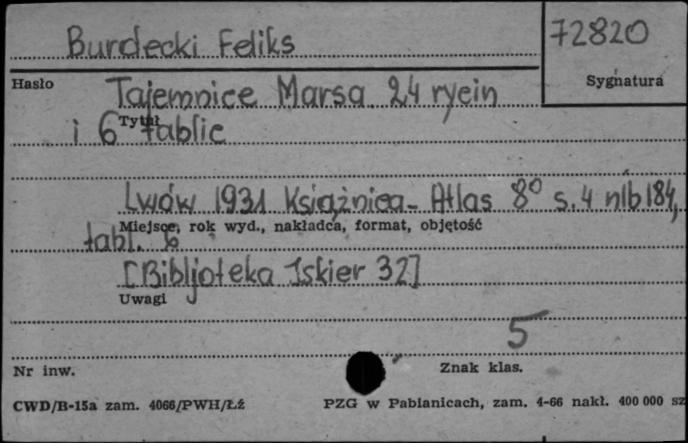 Burdecki Feliks
72820
Hasło
Sygnatura
Tajemnice Marsa 24 rycin
Tytuł
i 6 tablic
Lwów 1931 Książnica-Atlas 8° s. 4 nlb 184,
Miejsce, rok wyd., nakładca, format, objętość
tabl. 6
[Bibljoteka Iskier 32]
Uwagi
5
Nr inw.
Znak klas.
CWD/B-15a zam. 4066/PWH/Łź
PZG w Pabianicach, zam. 4-66 nakł. 400 000 sz